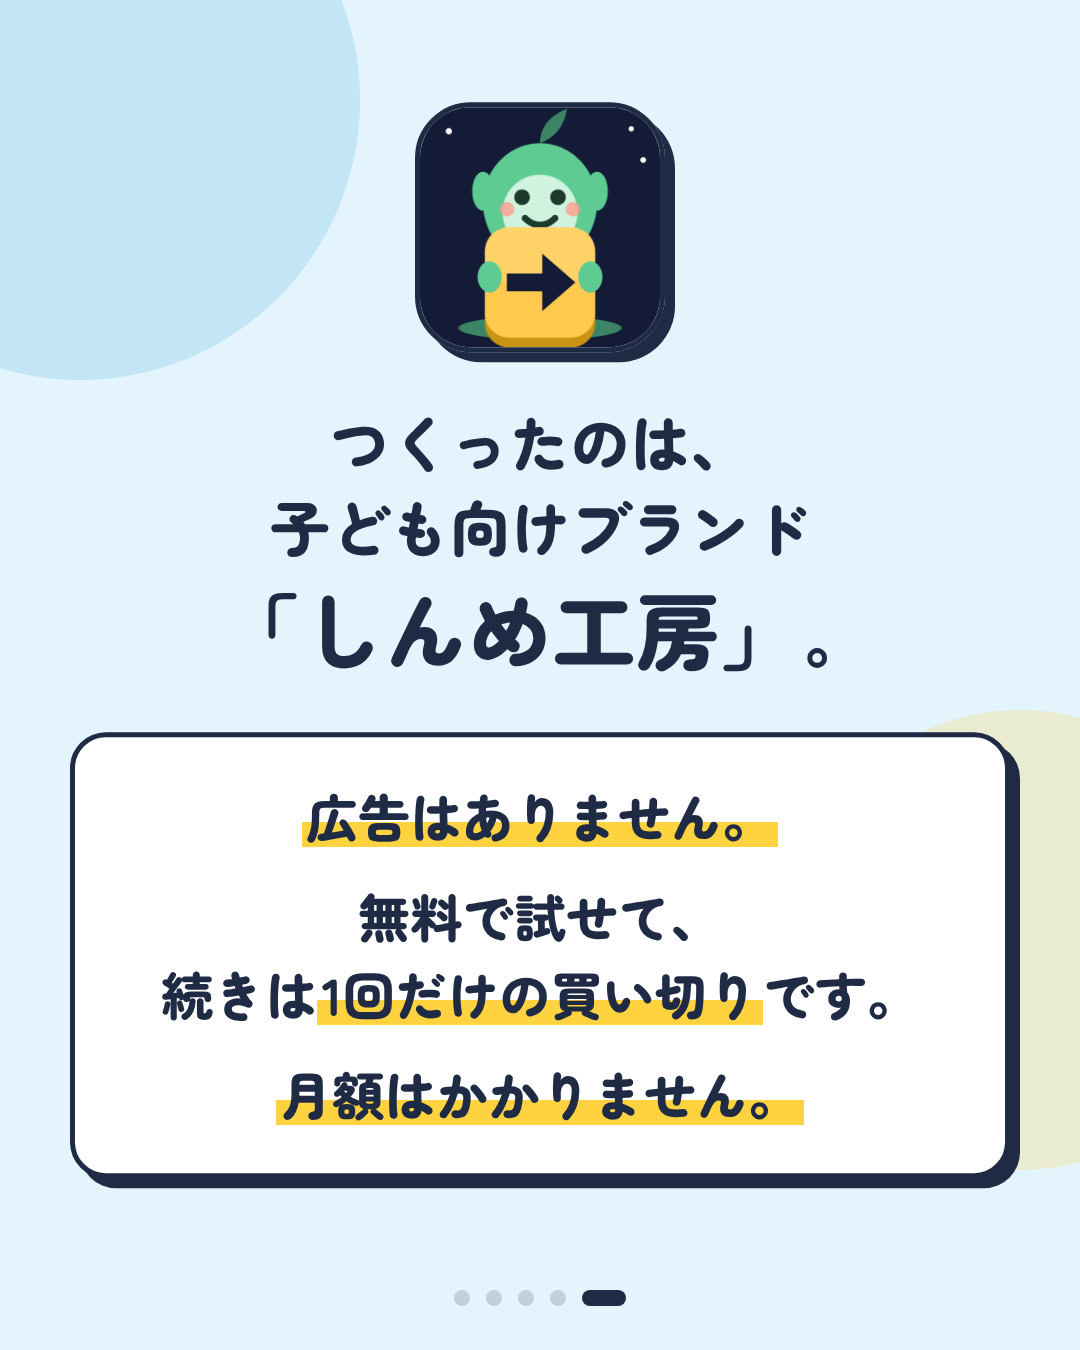 つくったのは、
子ども向けブランド
「しんめ工房」。
広告はありません。
無料で試せて、
続きは1回だけの買い切りです。
月額はかかりません。